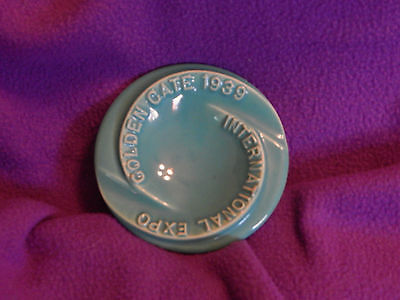 GOLDEN GATE 1939
INTERNATIONAL EXPO